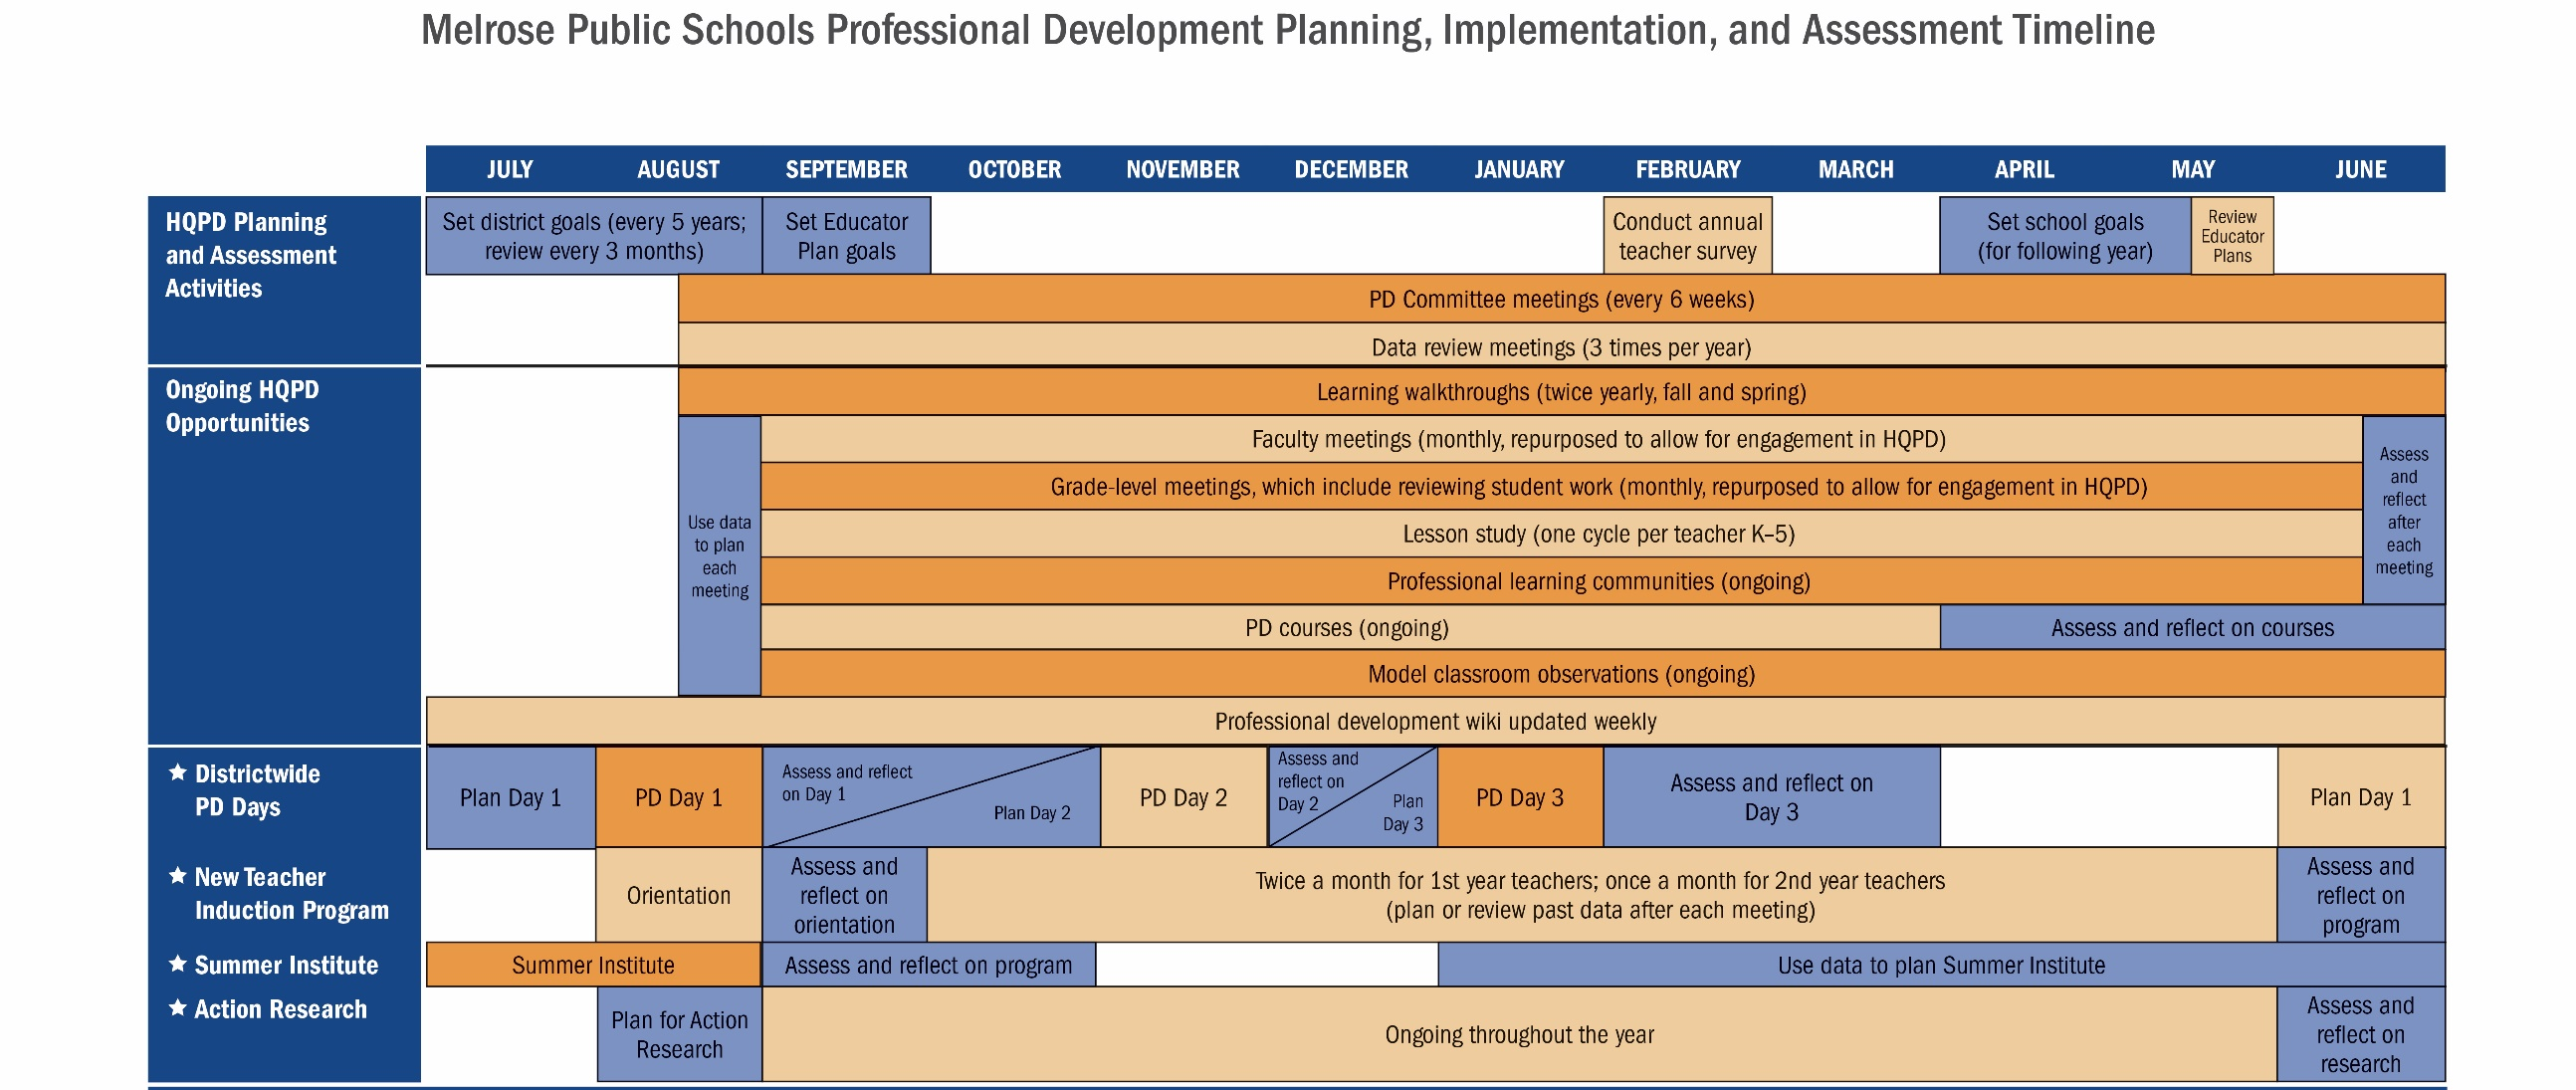 Melrose Public Schools Professional Development Planning, Implementation, and Assessment Timeline
JULY AUGUST SEPTEMBER OCTOBER NOVEMBER DECEMBER JANUARY FEBRUARY MARCH APRIL MAY JUNE
HQPD Planning
and Assessment
Activities
Set district goals (every 5 years;
review every 3 months)
Set Educator
Plan goals
Conduct annual
teacher survey
Set school goals
(for following year)
Review
Educator
Plans
PD Committee meetings (every 6 weeks)
Data review meetings (3 times per year)
Ongoing HQPD
Opportunities
Learning walkthroughs (twice yearly, fall and spring)
Use data
to plan
each
meeting
Faculty meetings (monthly, repurposed to allow for engagement in HQPD)
Grade-level meetings, which include reviewing student work (monthly, repurposed to allow for engagement in HQPD)
Lesson study (one cycle per teacher K–5)
Professional learning communities (ongoing)
Assess
and
reflect
after
each
meeting
PD courses (ongoing)
Assess and reflect on courses
Model classroom observations (ongoing)
Professional development wiki updated weekly
★ Districtwide
PD Days
Plan Day 1
PD Day 1
Assess and reflect
on Day 1
Plan Day 2
PD Day 2
Assess and
reflect on
Day 2
Plan
Day 3
PD Day 3
Assess and reflect on
Day 3
Plan Day 1
★ New Teacher
Induction Program
Orientation
Assess and
reflect on
orientation
Twice a month for 1st year teachers; once a month for 2nd year teachers
(plan or review past data after each meeting)
Assess and
reflect on
program
★ Summer Institute
Summer Institute
Assess and reflect on program
Use data to plan Summer Institute
★ Action Research
Plan for Action
Research
Ongoing throughout the year
Assess and
reflect on
research